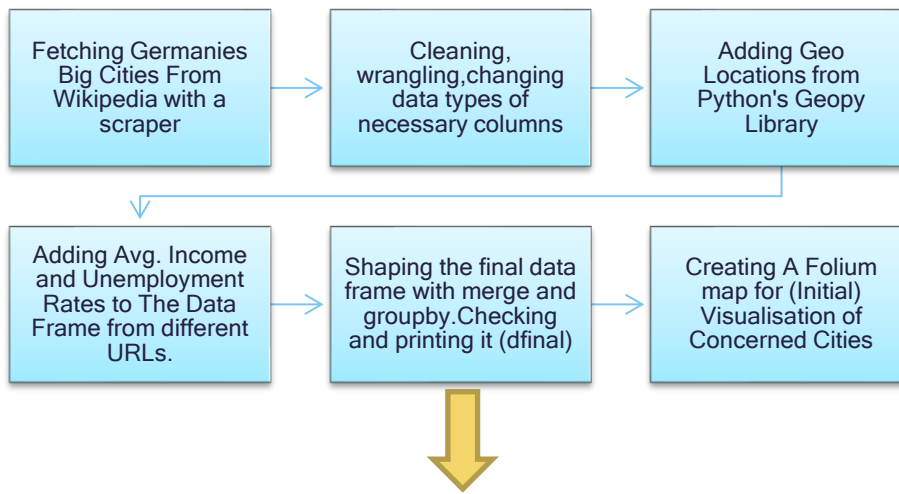 Fetching Germanies
Big Cities From
Wikipedia with a
scraper
Cleaning,
wrangling,changing
data types of
necessary columns
Adding Geo
Locations from
Python's Geopy
Library
Adding Avg. Income
and Unemployment
Rates to The Data
Frame from different
URLs.
Shaping the final data
frame with merge and
groupby.Checking
and printing it (dfinal)
Creating A Folium
map for (Initial)
Visualisation of
Concerned Cities